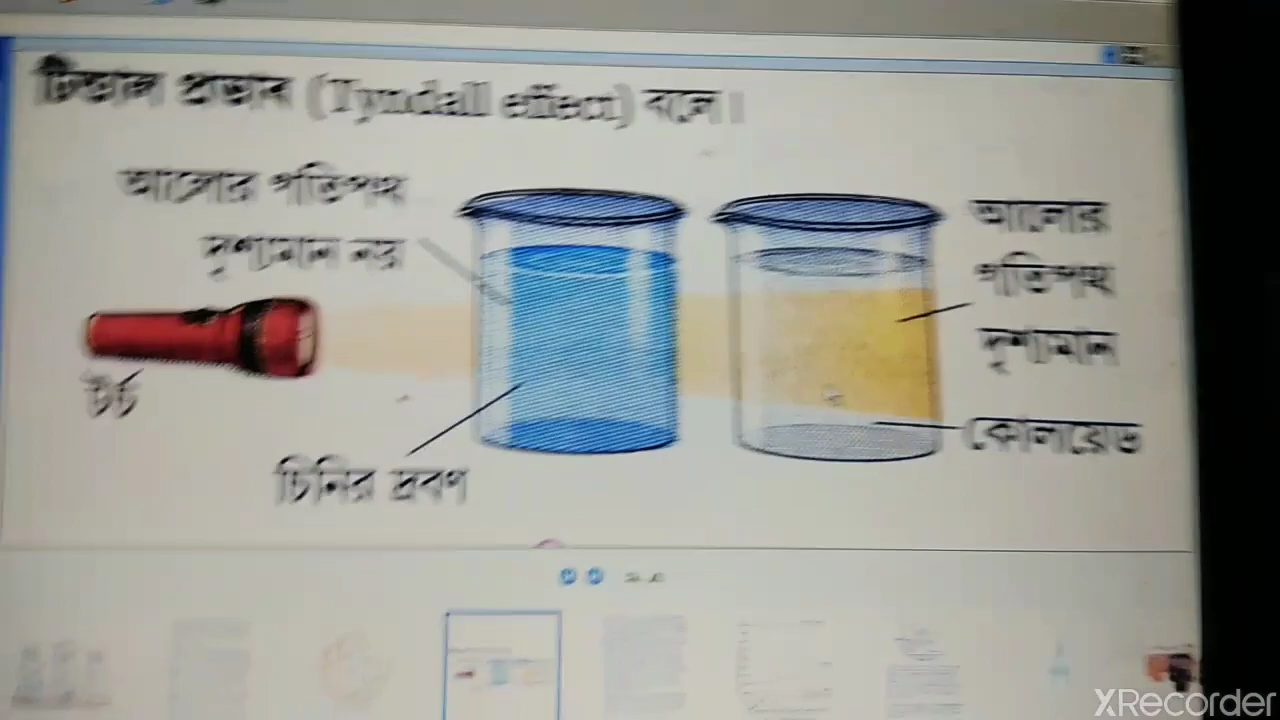 টিন্ডাল প্রভাব (Tyndall effect) বলে।
আলোর গতিপথ
দৃশ্যমান নয়
টর্চ
চিনির দ্রবণ
আলোর
গতিপথ
দৃশ্যমান
কোলয়েড
XRecorder